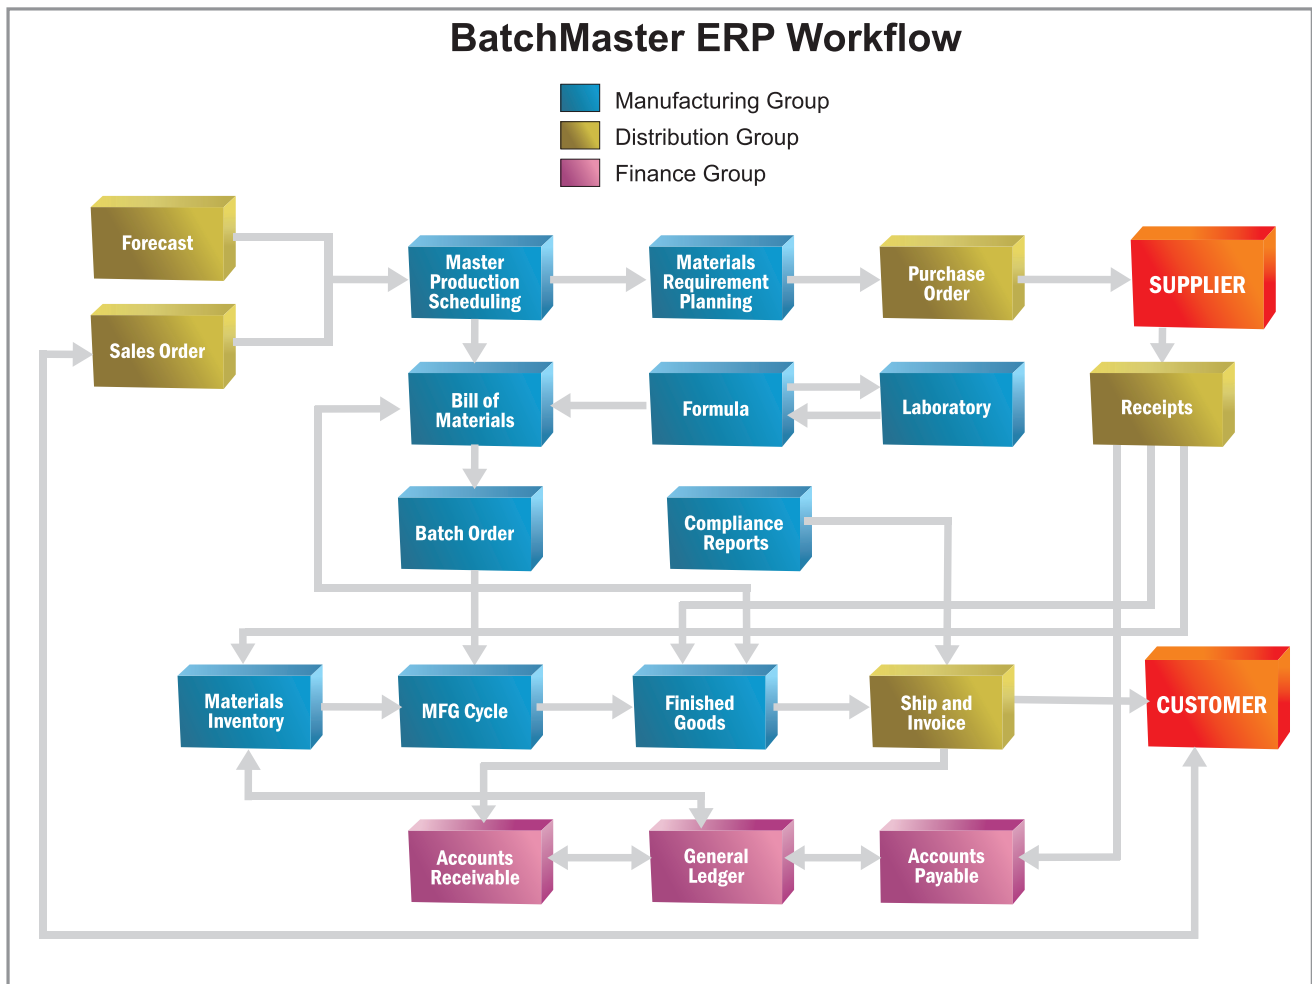 BatchMaster ERP Workflow
Manufacturing Group
Distribution Group
Finance Group
Forecast
Sales Order
Master
Production
Scheduling
Materials
Requirement
Planning
Purchase
Order
SUPPLIER
Bill of
Materials
Formula
Laboratory
Receipts
Batch Order
Compliance
Reports
Materials
Inventory
MFG Cycle
Finished
Goods
Ship and
Invoice
CUSTOMER
Accounts
Receivable
General
Ledger
Accounts
Payable